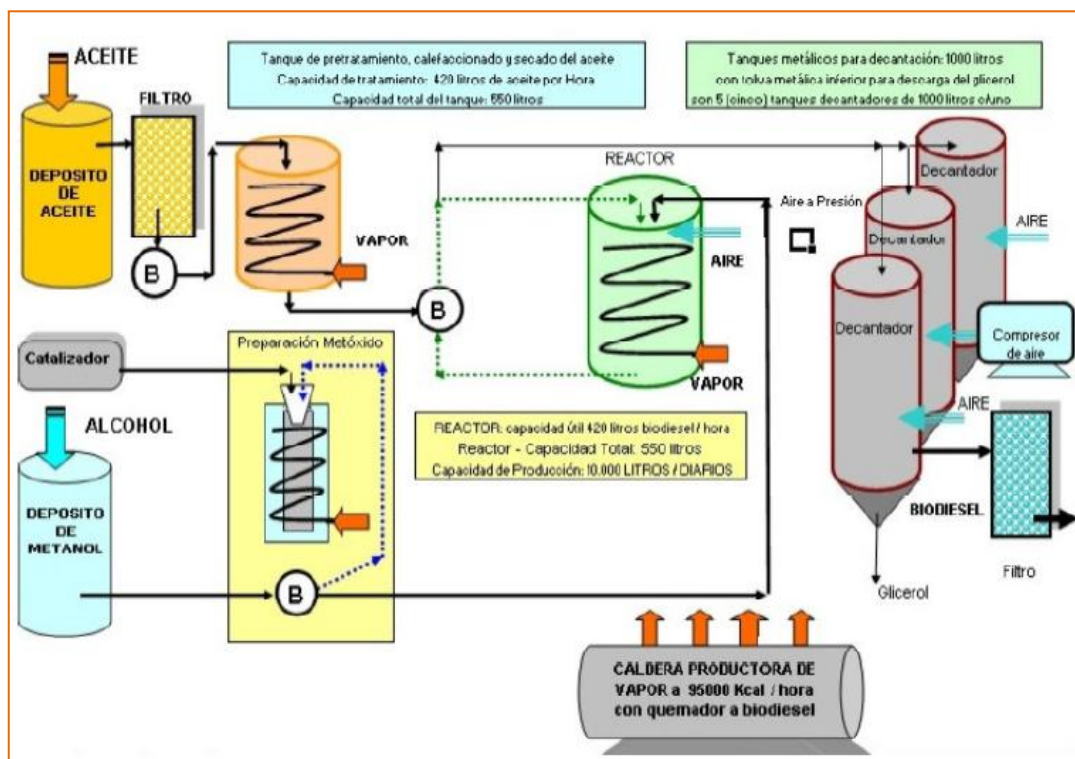 ACEITE
FILTRO
DEPOSITO
DE
ACEITE
B
Tanque de pretratamiento, calefaccionado y secado del aceite
Capacidad de tratamiento: 420 litros de aceite por Hora
Capacidad total del tanque: 550 litros
Tanques metálicos para decantación: 1000 litros
con tolva metálica inferior para descarga del glicerol
son 5 (cinco) tanques decantadores de 1000 litros c/uno
VAPOR
B
REACTOR
AIRE
VAPOR
Aire a Presión
Decantador
AIRE
Decantador
Decantador
Compresor
de aire
AIRE
Catalizador
Preparación Metóxido
ALCOHOL
DEPOSITO
DE
METANOL
B
REACTOR: capacidad útil 420 litros biodiesel / hora
Reactor - Capacidad Total: 550 litros
Capacidad de Producción: 10.000 LITROS / DIARIOS
BIODIESEL
Filtro
Glicerol
CALDERA PRODUCTORA DE
VAPOR a 95000 Kcal / hora
con quemador a biodiesel